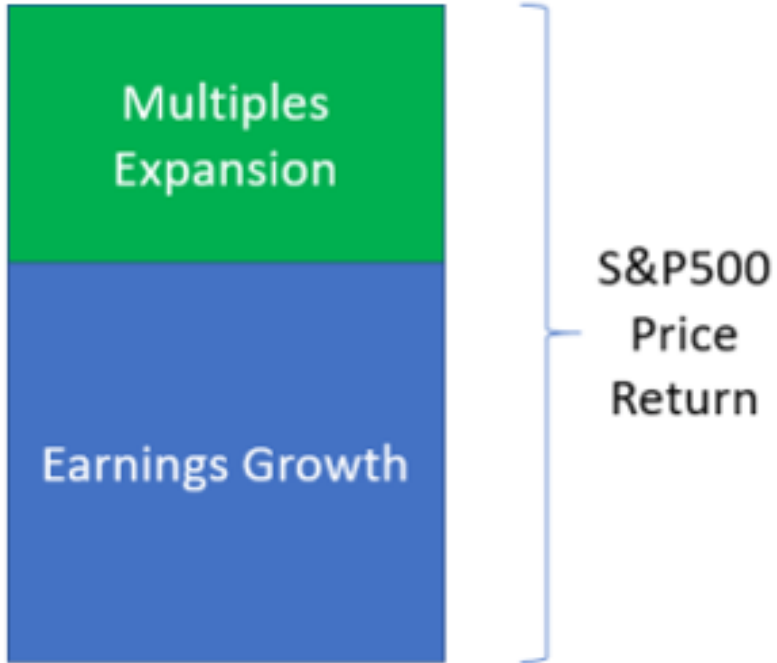 Multiples
Expansion
Earnings Growth
S&P500
Price
Return